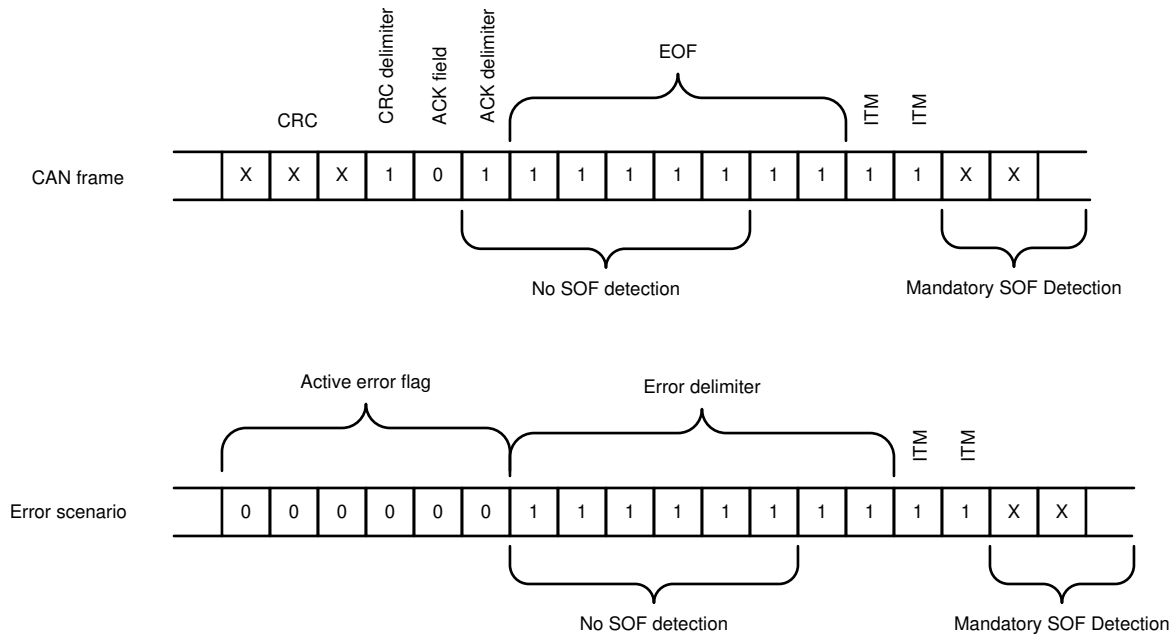 CRC
CRC delimiter
ACK field
ACK delimiter
EOF
ITM
ITM
CAN frame
X X X 1 0 1 1 1 1 1 1 1 1 1 1 X X
No SOF detection
Mandatory SOF Detection
Active error flag
Error delimiter
ITM
ITM
Error scenario
0 0 0 0 0 0 1 1 1 1 1 1 1 1 1 1 X X
No SOF detection
Mandatory SOF Detection